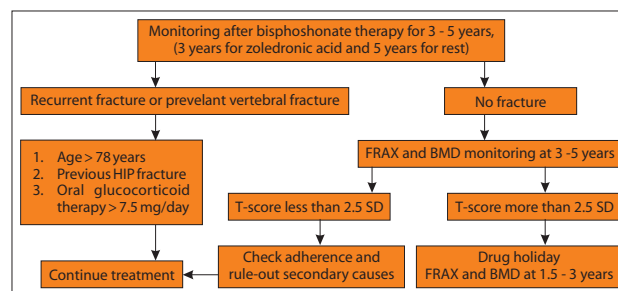 Monitoring after bisphoshonate therapy for 3 - 5 years,
(3 years for zoledronic acid and 5 years for rest)
Recurrent fracture or prevelant vertebral fracture
No fracture
1. Age > 78 years
2. Previous HIP fracture
3. Oral glucocorticoid
therapy > 7.5 mg/day
FRAX and BMD monitoring at 3 -5 years
T-score less than 2.5 SD
T-score more than 2.5 SD
Continue treatment
Check adherence and
rule-out secondary causes
Drug holiday
FRAX and BMD at 1.5 - 3 years